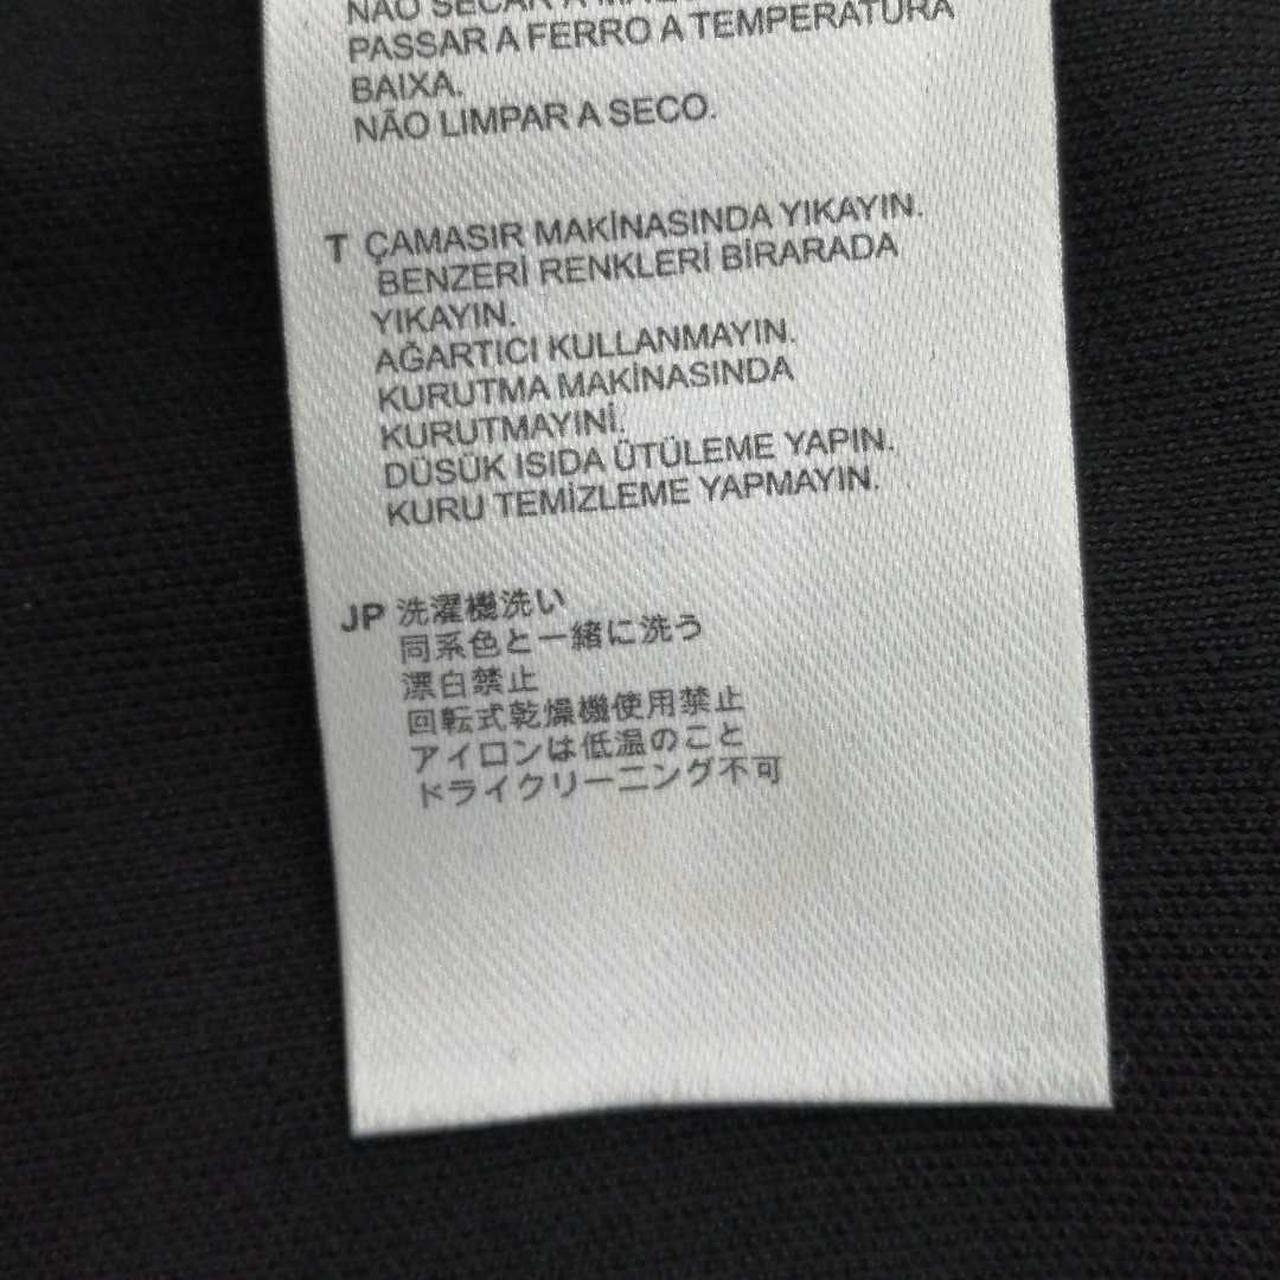 NÃO SECAR A
PASSAR A FERRO A TEMPERATURA
BAIXA.
NÃO LIMPAR A SECO.
T ÇAMASIR MAKİNASINDA YIKAYIN.
BENZERİ RENKLERİ BİRARADA
YIKAYIN.
AĞARTICI KULLANMAYIN.
KURUTMA MAKİNASINDA
KURUTMAYINİ.
DÜSÜK ISIDA ÜTÜLEME YAPIN.
KURU TEMİZLEME YAPMAYIN.
JP 洗濯機洗い
同系色と一緒に洗う
漂白禁止
回転式乾燥機使用禁止
アイロンは低温のこと
ドライクリーニング不可